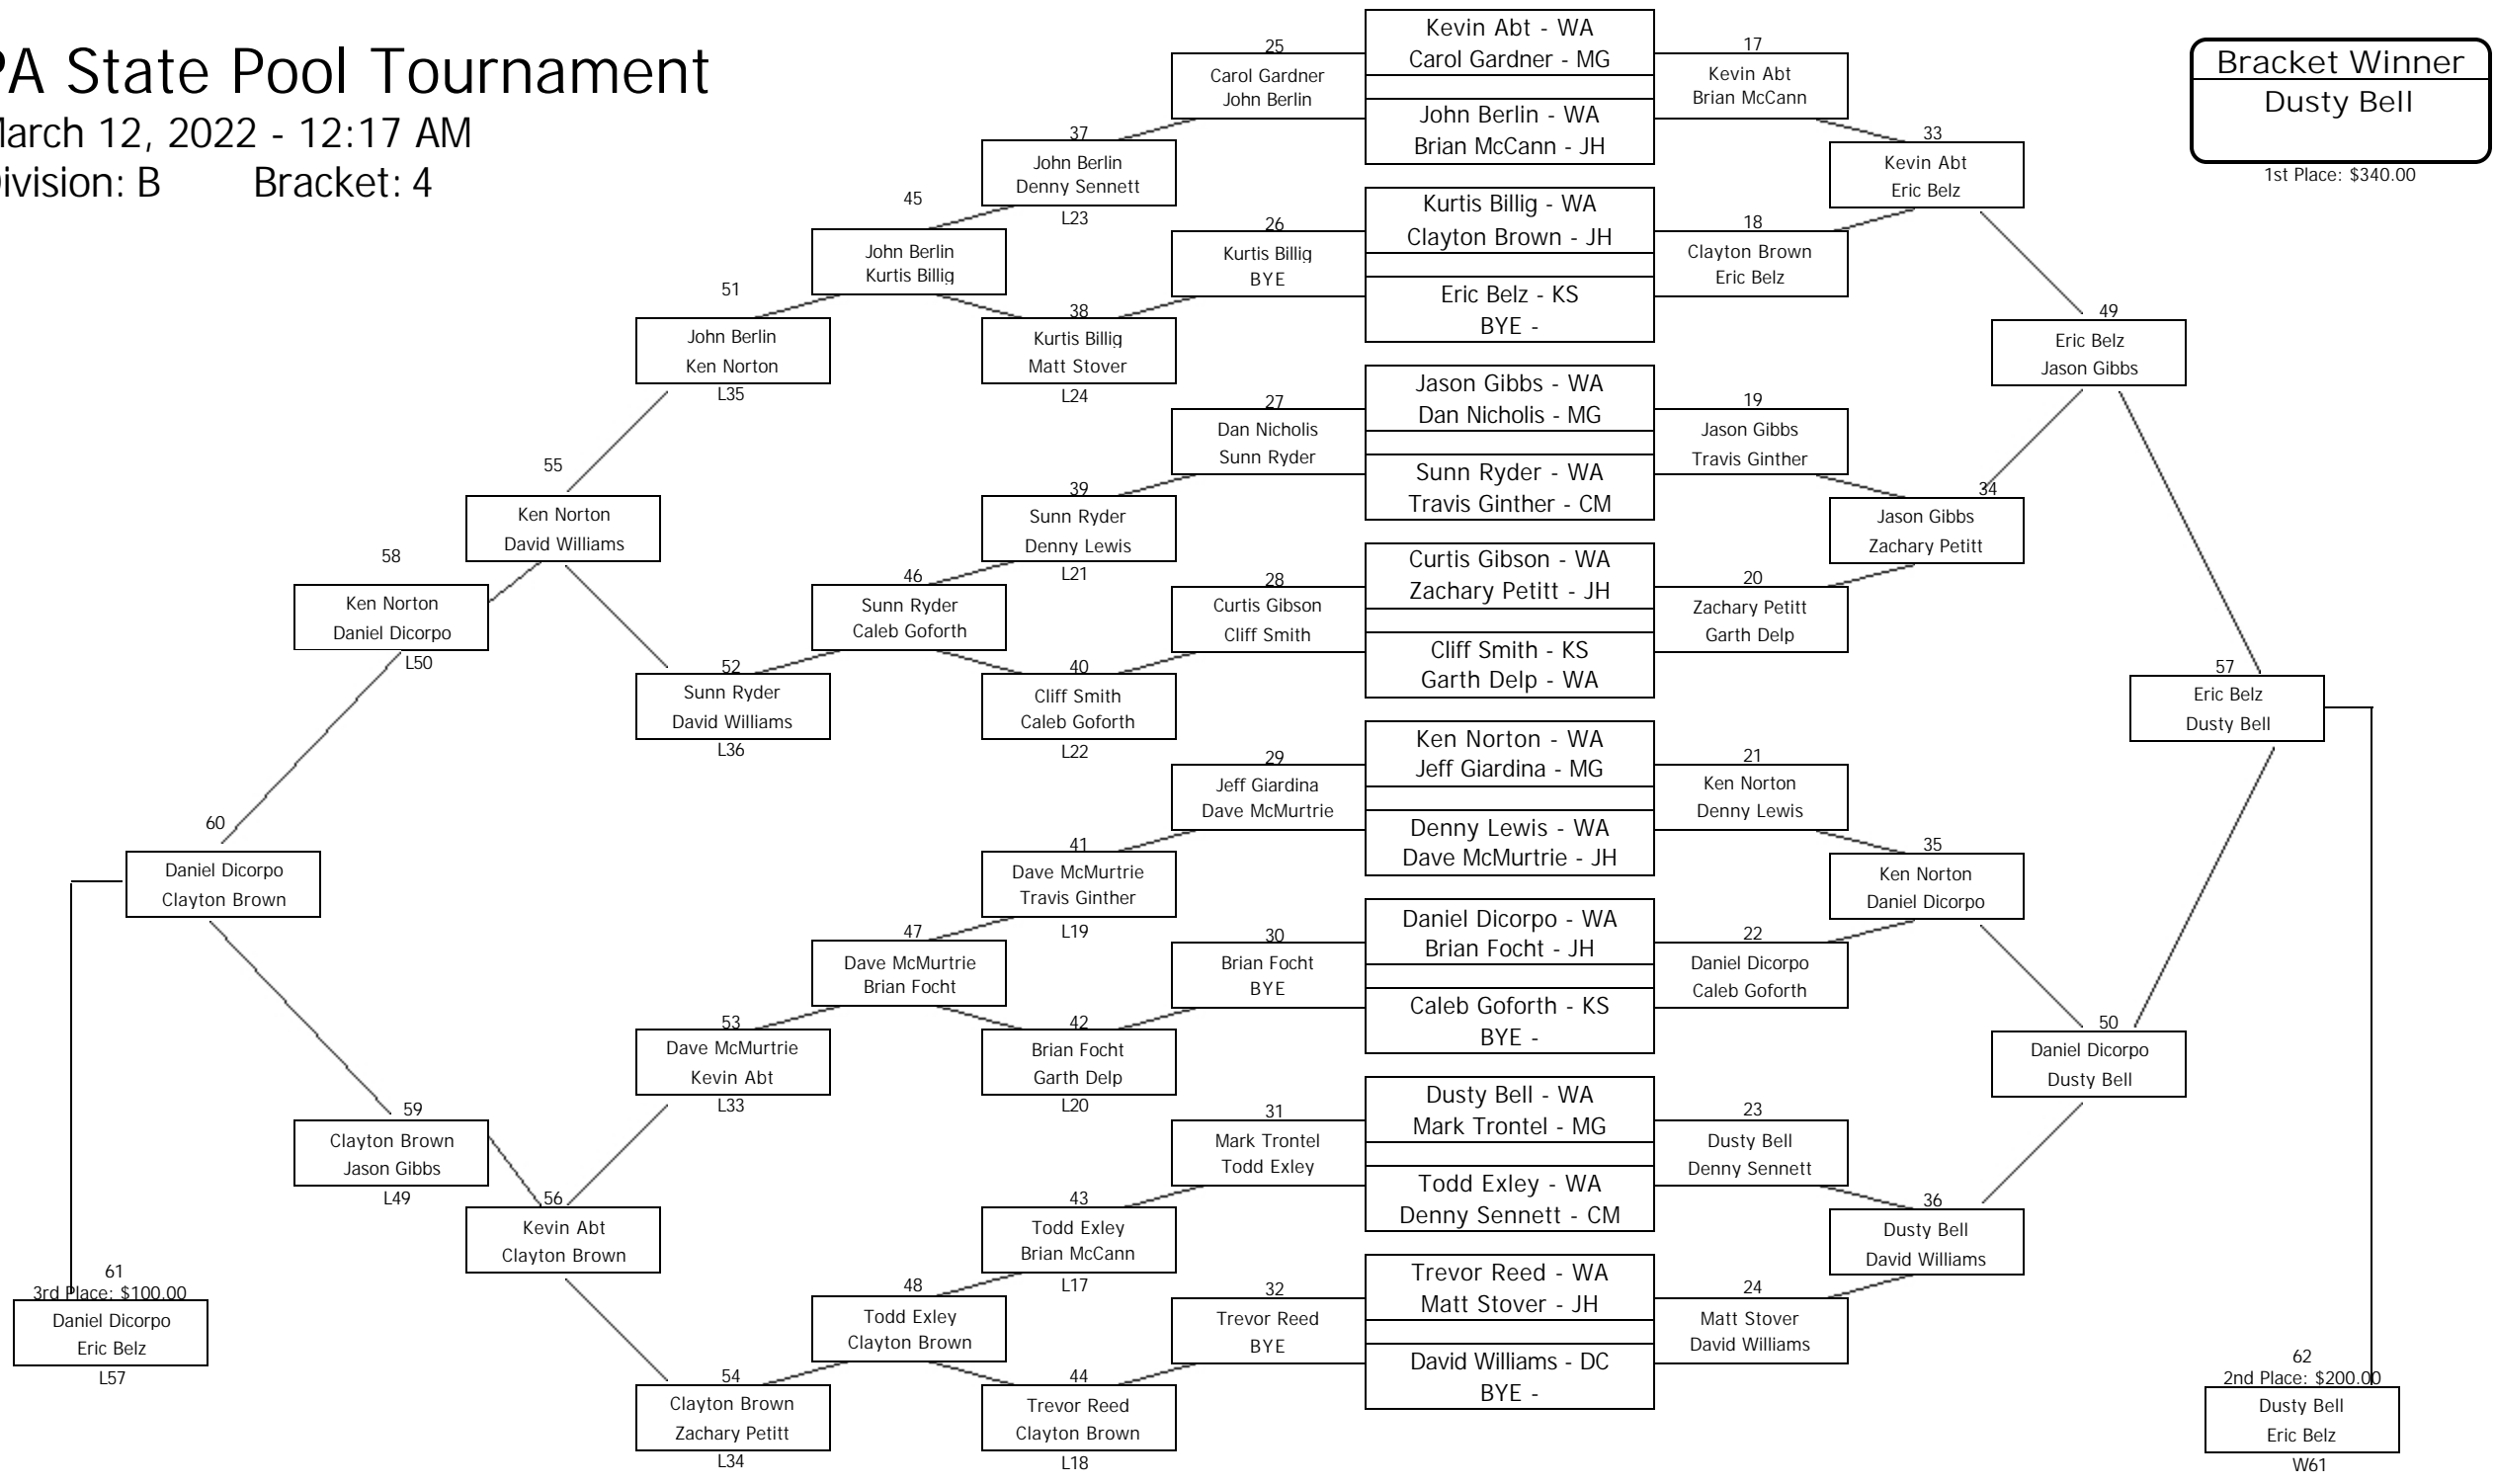 PA State Pool Tournament
March 12, 2022 - 12:17 AM
Division: B Bracket: 4
Bracket Winner
Dusty Bell
1st Place: $340.00
Kevin Abt - WA
Carol Gardner - MG
John Berlin - WA
Brian McCann - JH
Kurtis Billig - WA
Clayton Brown - JH
Eric Belz - KS
BYE -
Jason Gibbs - WA
Dan Nicholis - MG
Sunn Ryder - WA
Travis Ginther - CM
Curtis Gibson - WA
Zachary Petitt - JH
Cliff Smith - KS
Garth Delp - WA
Ken Norton - WA
Jeff Giardina - MG
Denny Lewis - WA
Dave McMurtrie - JH
Daniel Dicorpo - WA
Brian Focht - JH
Caleb Goforth - KS
BYE -
Dusty Bell - WA
Mark Trontel - MG
Todd Exley - WA
Denny Sennett - CM
Trevor Reed - WA
Matt Stover - JH
David Williams - DC
BYE -
17
Kevin Abt
Brian McCann
18
Clayton Brown
Eric Belz
19
Jason Gibbs
Travis Ginther
20
Zachary Petitt
Garth Delp
21
Ken Norton
Denny Lewis
22
Daniel Dicorpo
Caleb Goforth
23
Dusty Bell
Denny Sennett
24
Matt Stover
David Williams
25
Carol Gardner
John Berlin
26
Kurtis Billig
BYE
27
Dan Nicholis
Sunn Ryder
28
Curtis Gibson
Cliff Smith
29
Jeff Giardina
Dave McMurtrie
30
Brian Focht
BYE
31
Mark Trontel
Todd Exley
32
Trevor Reed
BYE
33
Kevin Abt
Eric Belz
34
Jason Gibbs
Zachary Petitt
35
Ken Norton
Daniel Dicorpo
36
Dusty Bell
David Williams
37
John Berlin
Denny Sennett
L23
38
Kurtis Billig
Matt Stover
L24
39
Sunn Ryder
Denny Lewis
L21
40
Cliff Smith
Caleb Goforth
L22
41
Dave McMurtrie
Travis Ginther
L19
42
Brian Focht
Garth Delp
L20
43
Todd Exley
Brian McCann
L17
44
Trevor Reed
Clayton Brown
L18
45
John Berlin
Kurtis Billig
46
Sunn Ryder
Caleb Goforth
47
Dave McMurtrie
Brian Focht
48
Todd Exley
Clayton Brown
49
Eric Belz
Jason Gibbs
50
Daniel Dicorpo
Dusty Bell
51
John Berlin
Ken Norton
L35
52
Sunn Ryder
David Williams
L36
53
Dave McMurtrie
Kevin Abt
L33
54
Clayton Brown
Zachary Petitt
L34
55
Ken Norton
David Williams
56
Kevin Abt
Clayton Brown
57
Eric Belz
Dusty Bell
58
Ken Norton
Daniel Dicorpo
L50
59
Clayton Brown
Jason Gibbs
L49
60
Daniel Dicorpo
Clayton Brown
61
3rd Place: $100.00
Daniel Dicorpo
Eric Belz
L57
62
2nd Place: $200.00
Dusty Bell
Eric Belz
W61